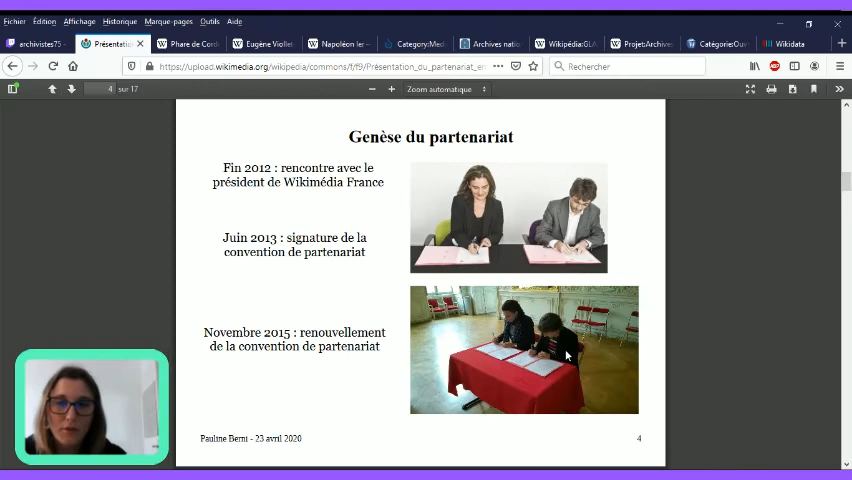 Fichier Édition Affichage Historique Marque-pages Outils Aide
archivistes75 - Présentation Phare de Cord Eugène Viollet Napoléon Ier - Category:Med Archives natio Wikipédia:GLA Projet:Archives Catégorie:Ouv Wikidata
https://upload.wikimedia.org/wikipedia/commons/f/f9/Présentation_du_partenariat_en Rechercher
4 sur 17 Zoom automatique
Genèse du partenariat
Fin 2012 : rencontre avec le
président de Wikimédia France
Juin 2013 : signature de la
convention de partenariat
Novembre 2015 : renouvellement
de la convention de partenariat
Pauline Berni - 23 avril 2020 4